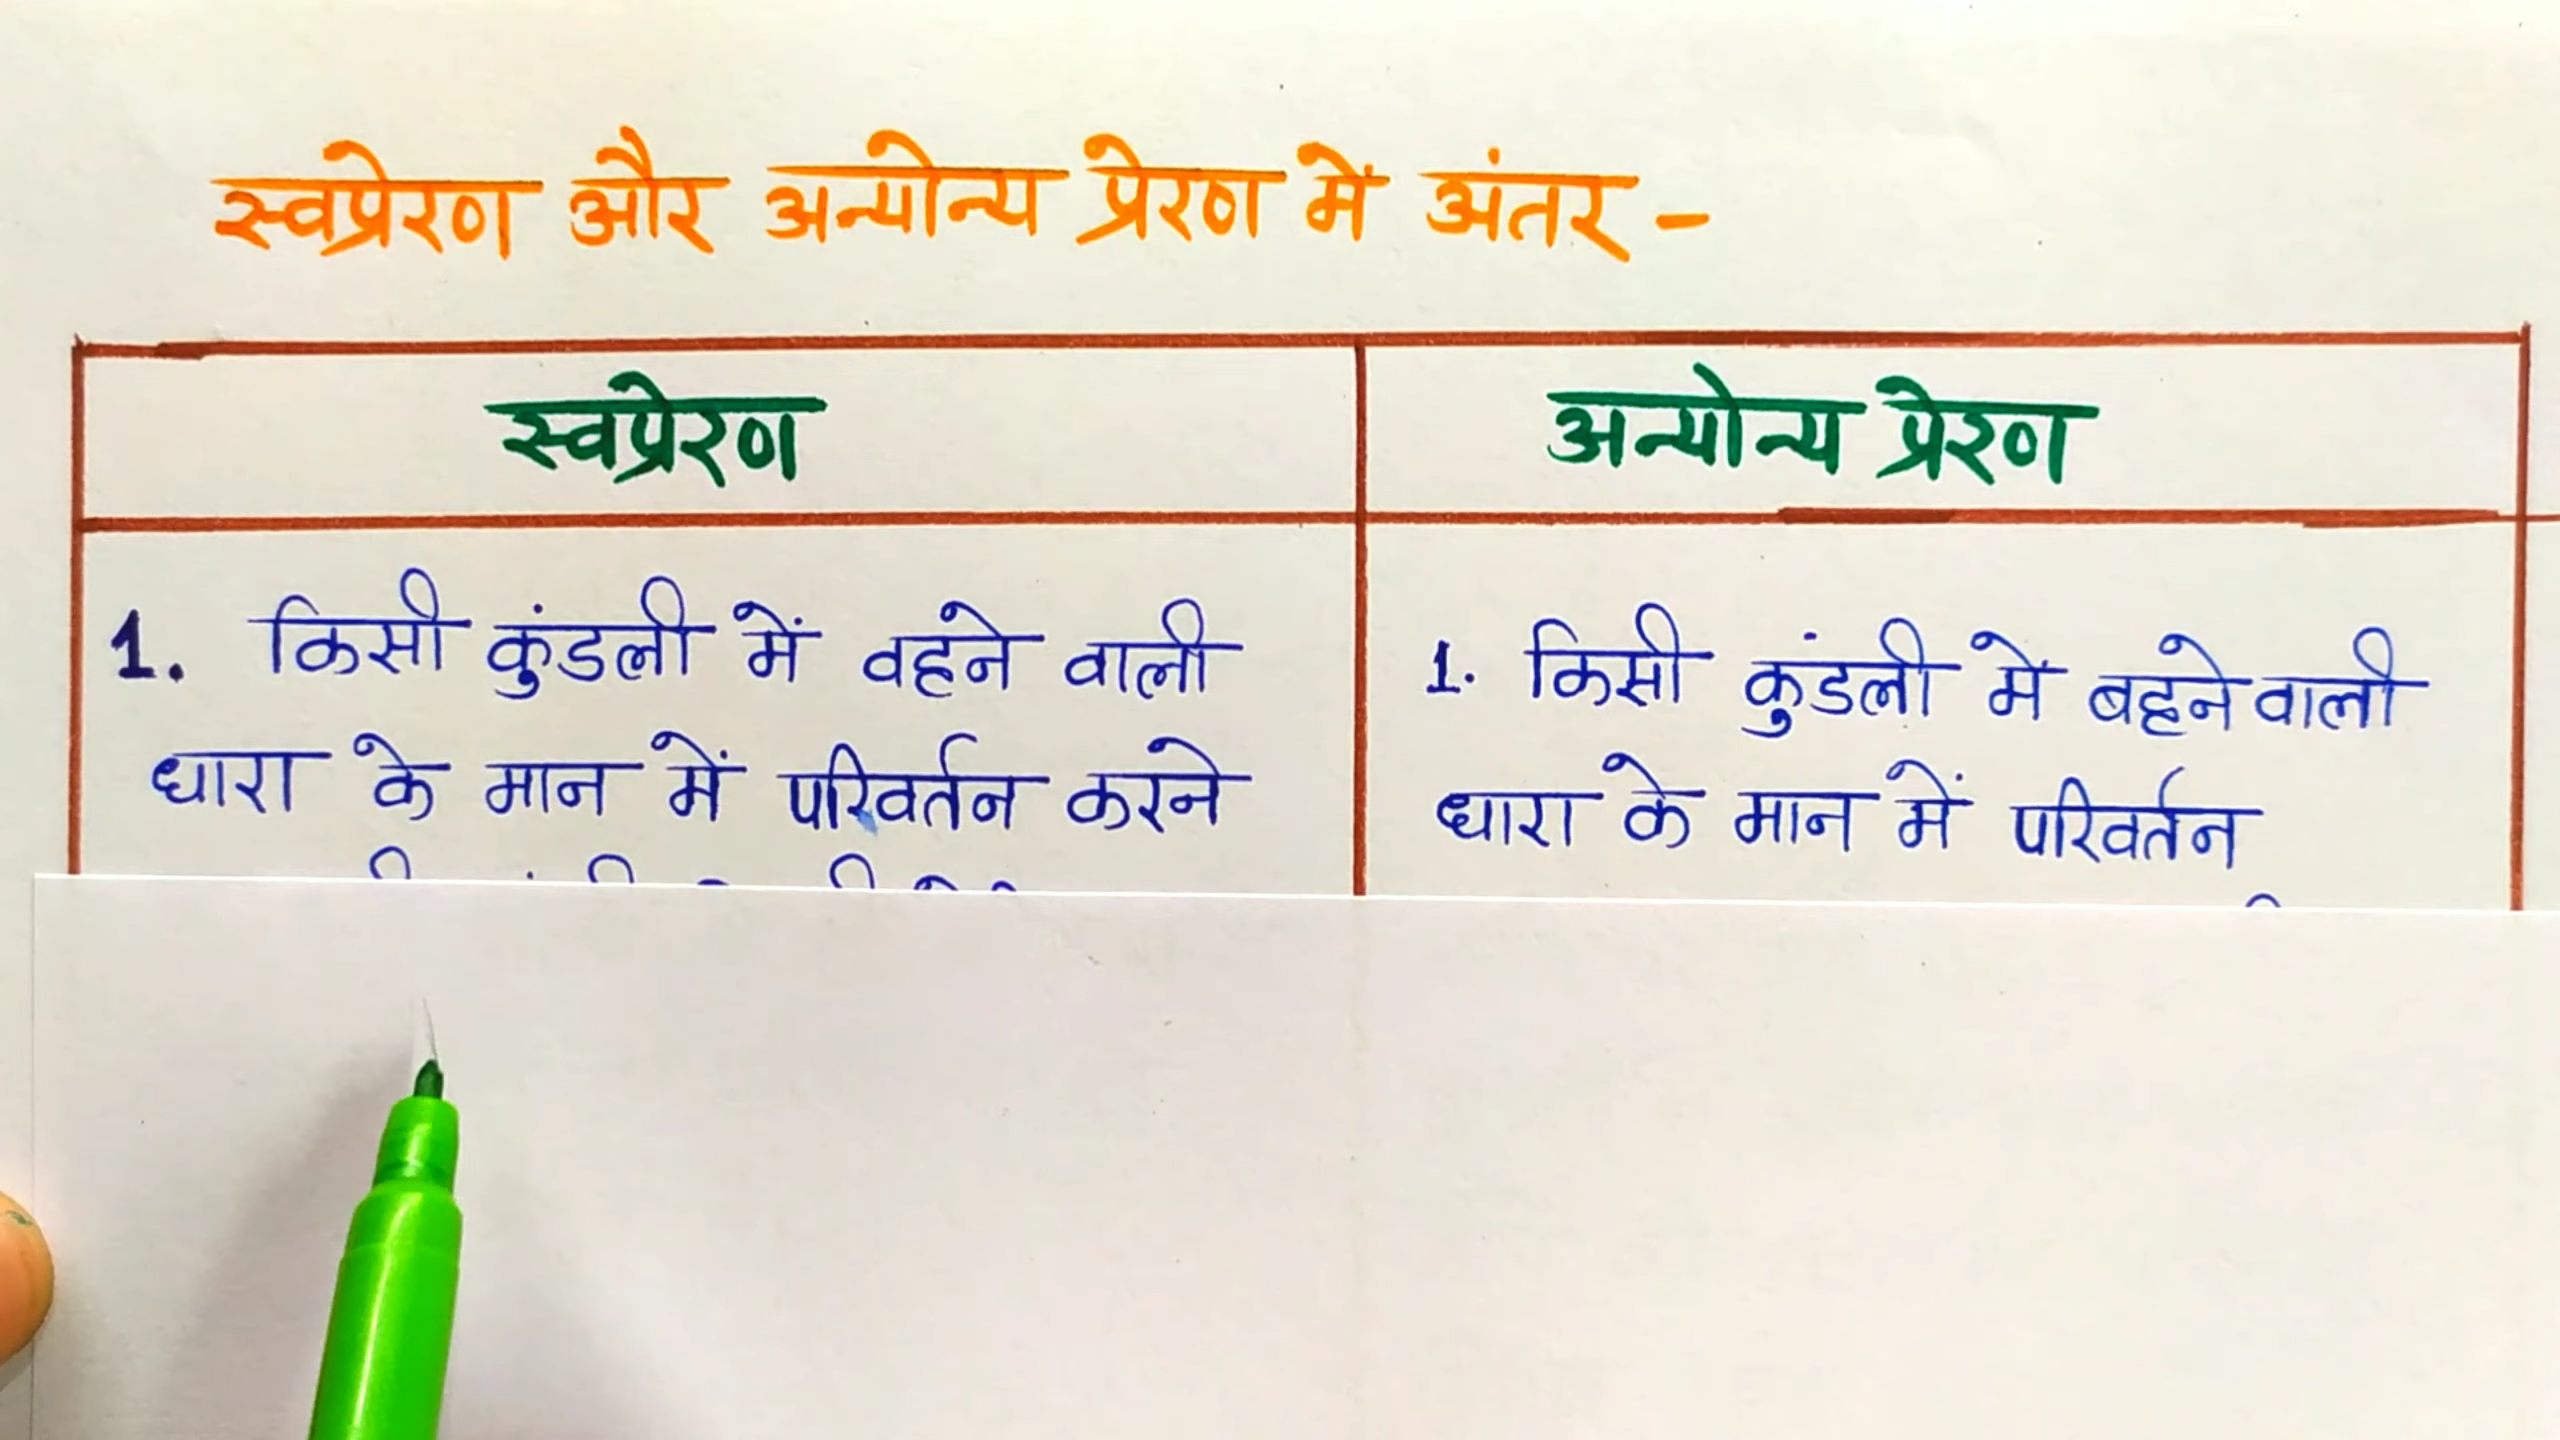 स्वप्रेरण और अन्योन्य प्रेरण में अंतर -
स्वप्रेरण
अन्योन्य प्रेरण
1. किसी कुंडली में वहने वाली
धारा के मान में परिवर्तन करने
1. किसी कुंडली में बहने वाली
धारा के मान में परिवर्तन